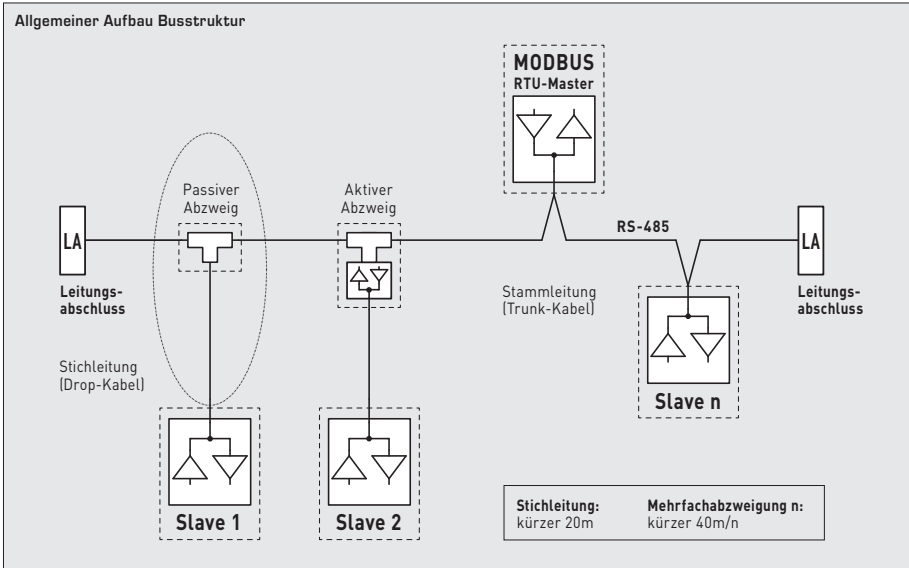 Allgemeiner Aufbau Busstruktur
MODBUS
RTU-Master
Passiver
Abzweig
Aktiver
Abzweig
LA
RS-485
LA
Leitungs-
abschluss
Stammleitung
(Trunk-Kabel)
Leitungs-
abschluss
Stichleitung
(Drop-Kabel)
Slave n
Slave 1
Slave 2
Stichleitung:
kürzer 20m
Mehrfachabzweigung n:
kürzer 40m/n